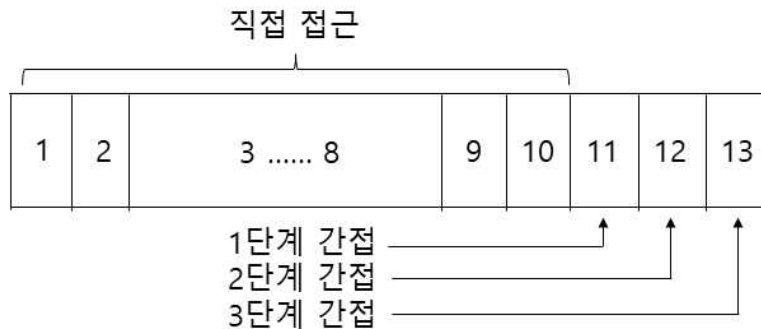 직접 접근
1 2 3 ...... 8 9 10 11 12 13
1단계 간접
2단계 간접
3단계 간접